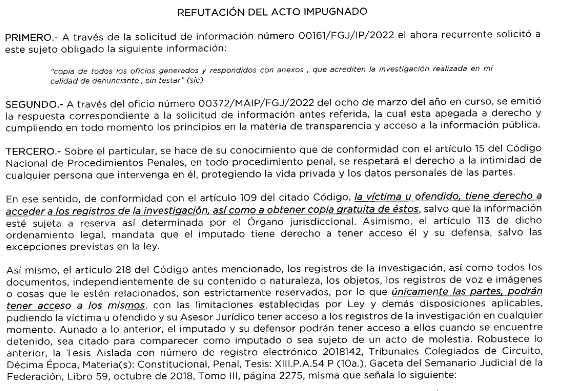 REFUTACIÓN DEL ACTO IMPUGNADO
PRIMERO.- A través de la solicitud de información número 00161/FGJ/IP/2022 el ahora recurrente solicitó a
este sujeto obligado la siguiente información:
"copia de todos los oficios generados y respondidos con anexos , que acrediten la investigación realizada en mi
calidad de denunciante , sin testar" (sic)
SEGUNDO.- A través del oficio número 00372/MAIP/FGJ/2022 del ocho de marzo del año en curso, se emitió
la respuesta correspondiente a la solicitud de información antes referida, la cual esta apegada a derecho y
cumpliendo en todo momento los principios en la materia de transparencia y acceso a la información pública.
TERCERO.- Sobre el particular, se hace de su conocimiento que de conformidad con el artículo 15 del Código
Nacional de Procedimientos Penales, en todo procedimiento penal, se respetará el derecho a la intimidad de
cualquier persona que intervenga en él, protegiendo la vida privada y los datos personales de las partes.
En ese sentido, de conformidad con el artículo 109 del citado Código, la víctima u ofendido, tiene derecho a
acceder a los registros de la investigación, así como a obtener copia gratuita de éstos, salvo que la información
esté sujeta a reserva así determinada por el Órgano jurisdiccional. Asimismo, el artículo 113 de dicho
ordenamiento legal, mandata que el imputado tiene derecho a tener acceso él y su defensa, salvo las
excepciones previstas en la ley.
Así mismo, el artículo 218 del Código antes mencionado, los registros de la investigación, así como todos los
documentos, independientemente de su contenido o naturaleza, los objetos, los registros de voz e imágenes
o cosas que le estén relacionados, son estrictamente reservados, por lo que únicamente las partes, podrán
tener acceso a los mismos, con las limitaciones establecidas por Ley y demás disposiciones aplicables,
pudiendo la víctima u ofendido y su Asesor Jurídico tener acceso a los registros de la investigación en cualquier
momento. Aunado a lo anterior, el imputado y su defensor podrán tener acceso a ellos cuando se encuentre
detenido, sea citado para comparecer como imputado o sea sujeto de un acto de molestia. Robustece lo
anterior, la Tesis Aislada con número de registro electrónico 2018142, Tribunales Colegiados de Circuito,
Décima Época, Materia(s): Constitucional, Penal, Tesis: XIII.P.A.54 P (10a.), Gaceta del Semanario Judicial de la
Federación, Libro 59, octubre de 2018, Tomo III, página 2275, misma que señala lo siguiente: